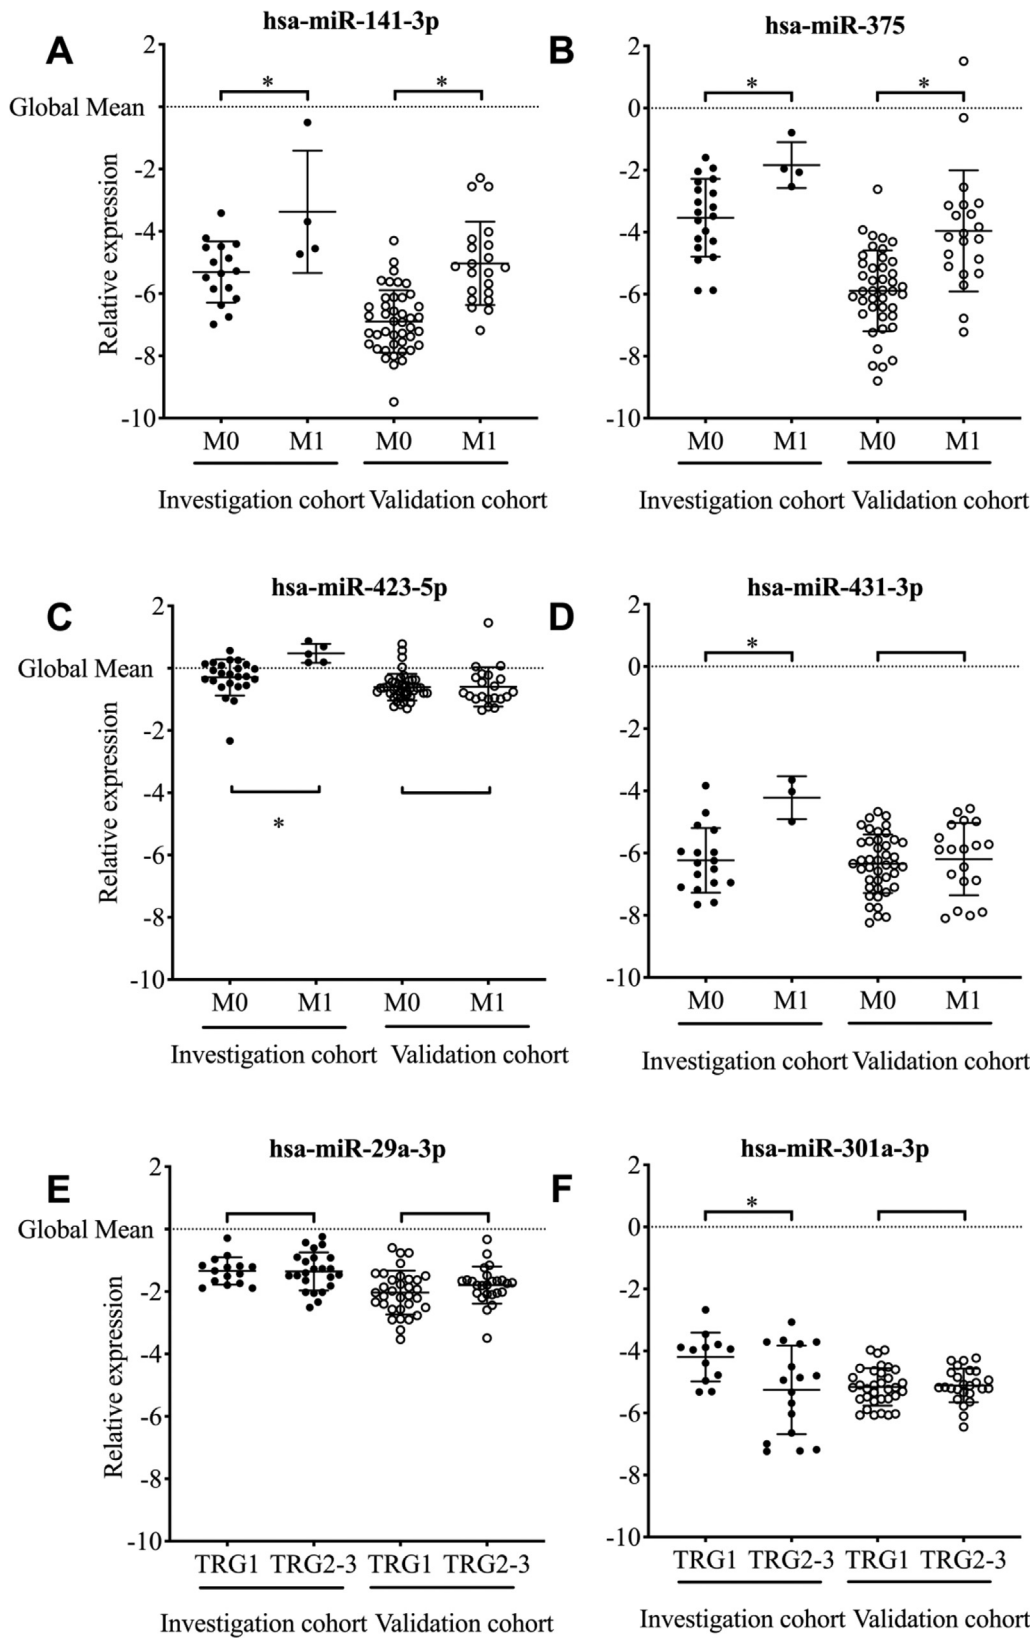 A
hsa-miR-141-3p
2
Global Mean
-2
-4
-6
-8
-10
Relative expression
*
*
M0 M1 M0 M1
Investigation cohort Validation cohort
B
hsa-miR-375
2
0
-2
-4
-6
-8
-10
*
*
M0 M1 M0 M1
Investigation cohort Validation cohort
C
hsa-miR-423-5p
2
Global Mean
-2
-4
-6
-8
-10
Relative expression
*
M0 M1 M0 M1
Investigation cohort Validation cohort
D
hsa-miR-431-3p
2
0
-2
-4
-6
-8
-10
*
M0 M1 M0 M1
Investigation cohort Validation cohort
E
hsa-miR-29a-3p
2
Global Mean
-2
-4
-6
-8
-10
Relative expression
TRG1 TRG2-3 TRG1 TRG2-3
Investigation cohort Validation cohort
F
hsa-miR-301a-3p
2
0
-2
-4
-6
-8
-10
*
TRG1 TRG2-3 TRG1 TRG2-3
Investigation cohort Validation cohort